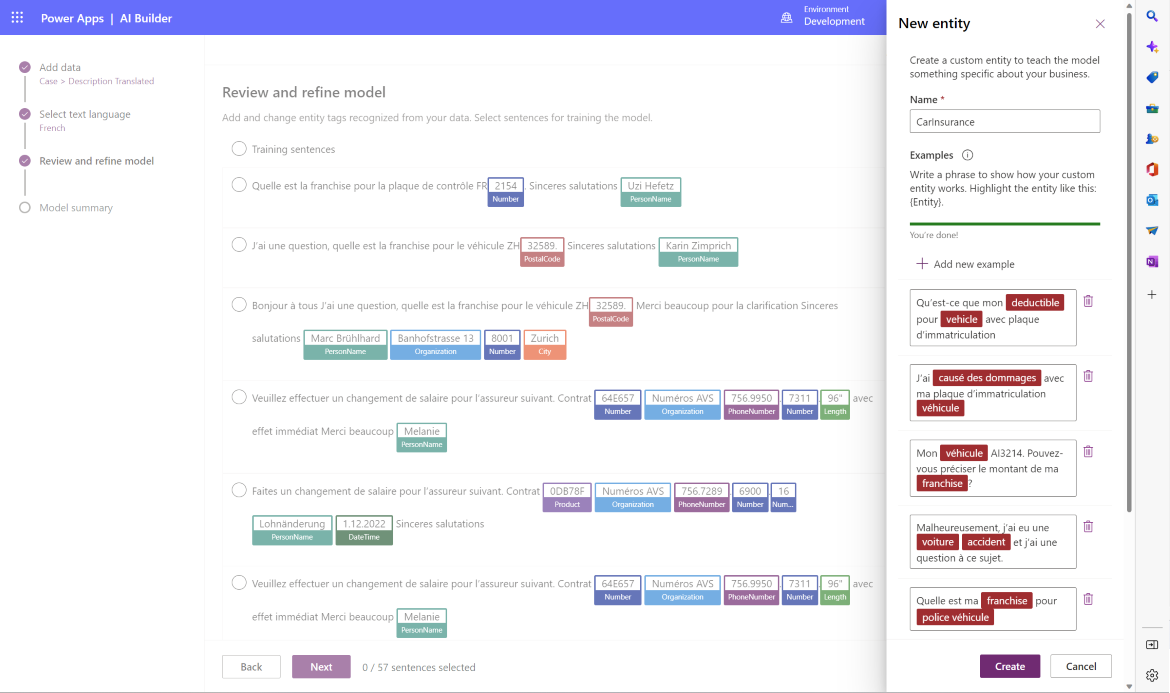 Power Apps | AI Builder
Environment
Development
Add data
Case > Description Translated
Select text language
French
Review and refine model
Model summary
Review and refine model
Add and change entity tags recognized from your data. Select sentences for training the model.
Training sentences
Quelle est la franchise pour la plaque de contrôle FR 2154 . Sinceres salutations Uzi Hefetz
Number PersonName
J'ai une question, quelle est la franchise pour le véhicule ZH 32589. Sinceres salutations Karin Zimprich
PostalCode PersonName
Bonjour à tous J'ai une question, quelle est la franchise pour le véhicule ZH 32589. Merci beaucoup pour la clarification Sinceres
PostalCode
salutations Marc Brühlhard Banhofstrasse 13 8001 Zurich
PersonName Organization Number City
Veuillez effectuer un changement de salaire pour l'assureur suivant. Contrat 64E657 Numéros AVS 756.9950 . 7311 . 96" avec
Number Organization PhoneNumber Number Length
effet immédiat Merci beaucoup Melanie
PersonName
Faites un changement de salaire pour l'assureur suivant. Contrat 0DB78F Numéros AVS 756.7289 . 6900 . 16
Product Organization PhoneNumber Number Num...
Lohnänderung 1.12.2022 Sinceres salutations
PersonName DateTime
Veuillez effectuer un changement de salaire pour l'assureur suivant. Contrat 64E657 Numéros AVS 756.9950 . 7311 . 96" avec
Number Organization PhoneNumber Number Length
effet immédiat Merci beaucoup Melanie
PersonName
Back Next 0 / 57 sentences selected
New entity
Create a custom entity to teach the model
something specific about your business.
Name *
CarInsurance
Examples
Write a phrase to show how your custom
entity works. Highlight the entity like this:
{Entity}.
You're done!
Add new example
Qu'est-ce que mon deductible
pour vehicle avec plaque
d'immatriculation
J'ai causé des dommages avec
ma plaque d'immatriculation
véhicule
Mon véhicule AI3214. Pouvez-
vous préciser le montant de ma
franchise ?
Malheureusement, j'ai eu une
voiture accident et j'ai une
question à ce sujet.
Quelle est ma franchise pour
police véhicule
Create Cancel